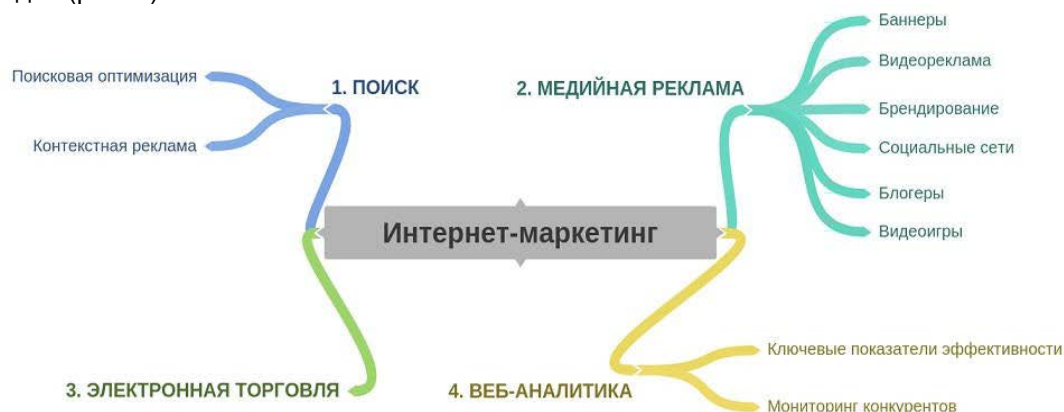 1. ПОИСК
Поисковая оптимизация
Контекстная реклама
2. МЕДИЙНАЯ РЕКЛАМА
Баннеры
Видеореклама
Брендирование
Социальные сети
Блогеры
Видеоигры
Интернет-маркетинг
3. ЭЛЕКТРОННАЯ ТОРГОВЛЯ
4. ВЕБ-АНАЛИТИКА
Ключевые показатели эффективности
Мониторинг конкурентов